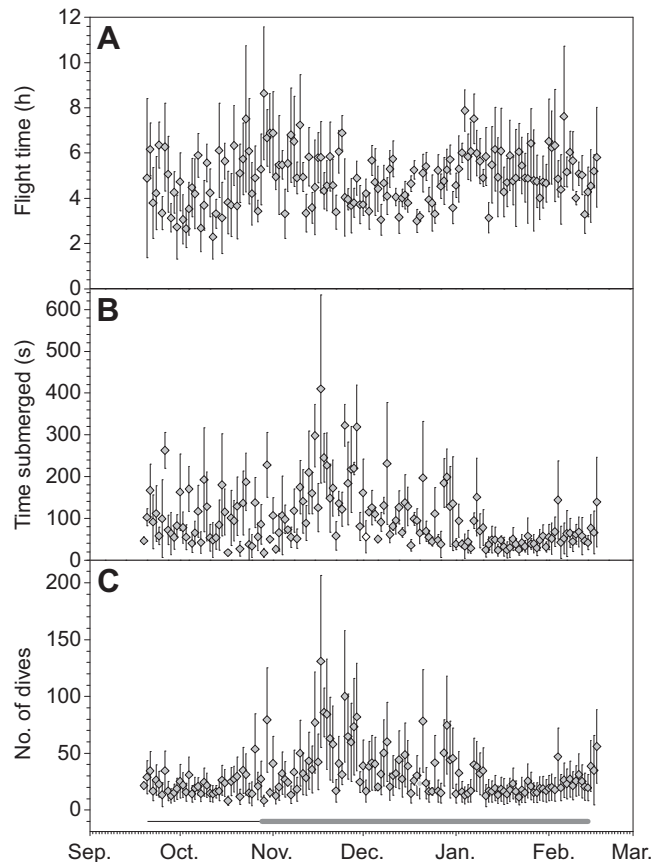 A
Flight time (h)
12
10
8
6
4
2
0
B
Time submerged (s)
600
500
400
300
200
100
0
C
No. of dives
200
150
100
50
0
Sep. Oct. Nov. Dec. Jan. Feb. Mar.